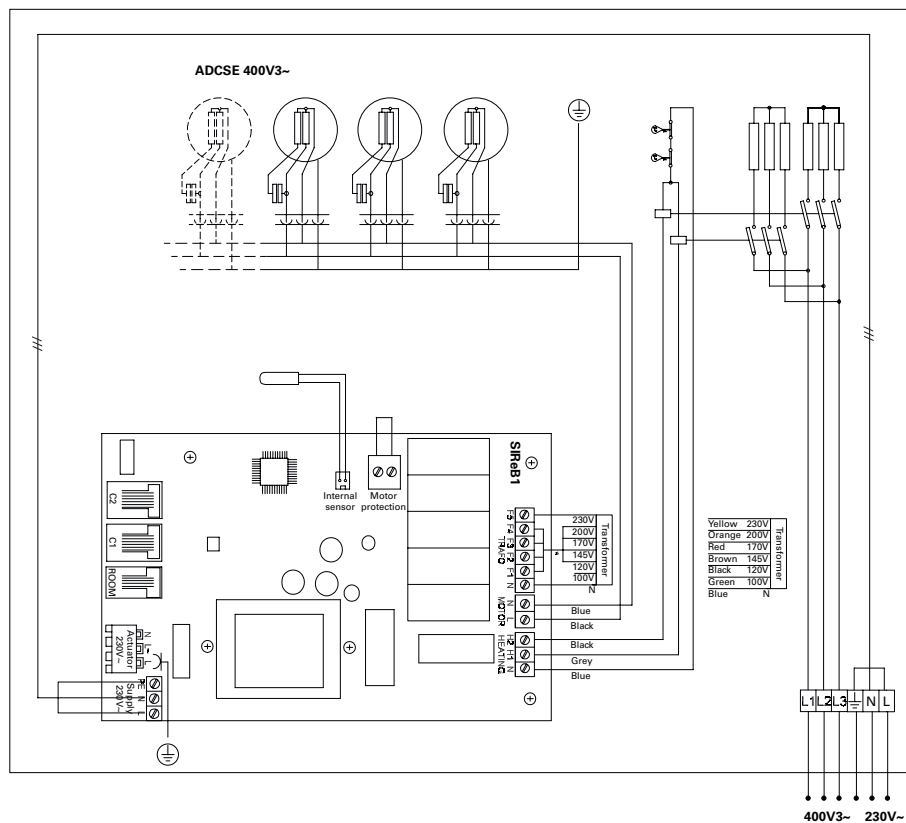 ADCSE 400V3~
SIReB1
Internal
sensor
Motor
protection
C2
C1
ROOM
Actuator
230V~
N
L'
L
Supply
230V~
PE
N
L
F5
F4
F3
F2
F1
N
TRAFO
230V
200V
170V
145V
120V
100V
N
Transformer
N
L
MOTOR
Blue
Black
H2
H1
N
HEATING
Black
Grey
Blue
Yellow 230V
Orange 200V
Red 170V
Brown 145V
Black 120V
Green 100V
Blue N
Transformer
L1 L2 L3 N L
400V3~ 230V~